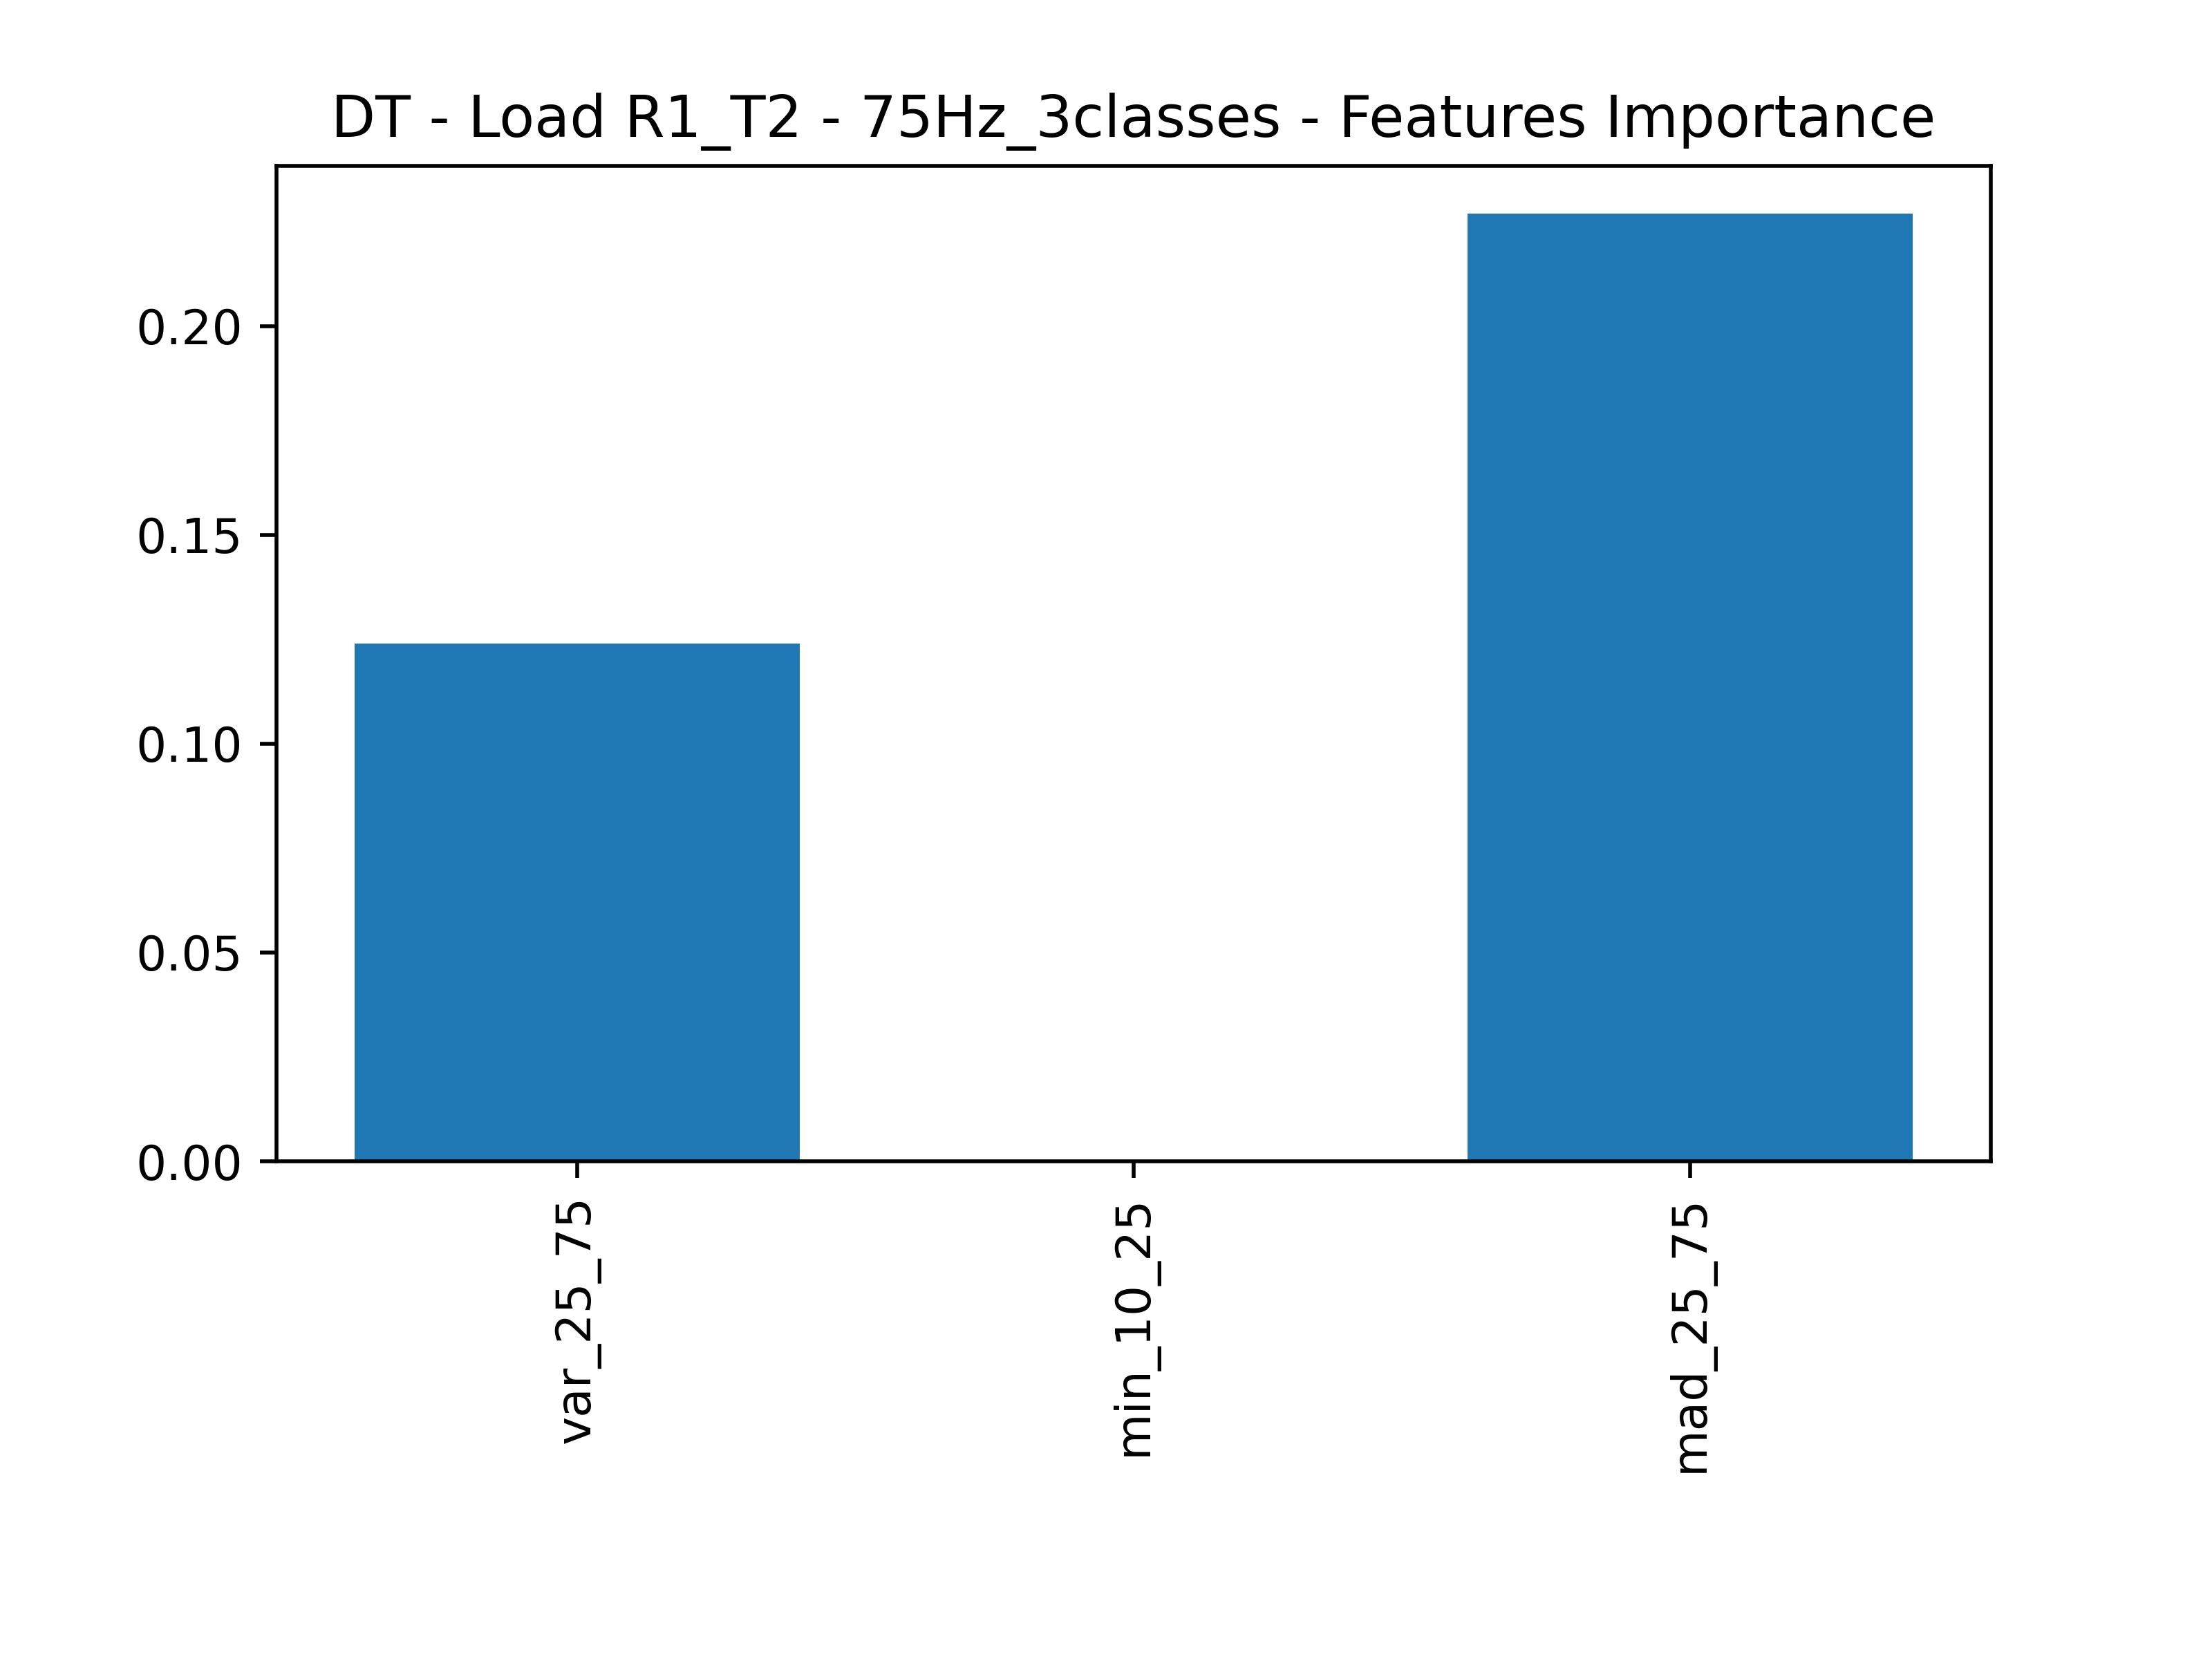 DT - Load R1_T2 - 75Hz_3classes - Features Importance
0.20
0.15
0.10
0.05
0.00
var_25_75
min_10_25
mad_25_75